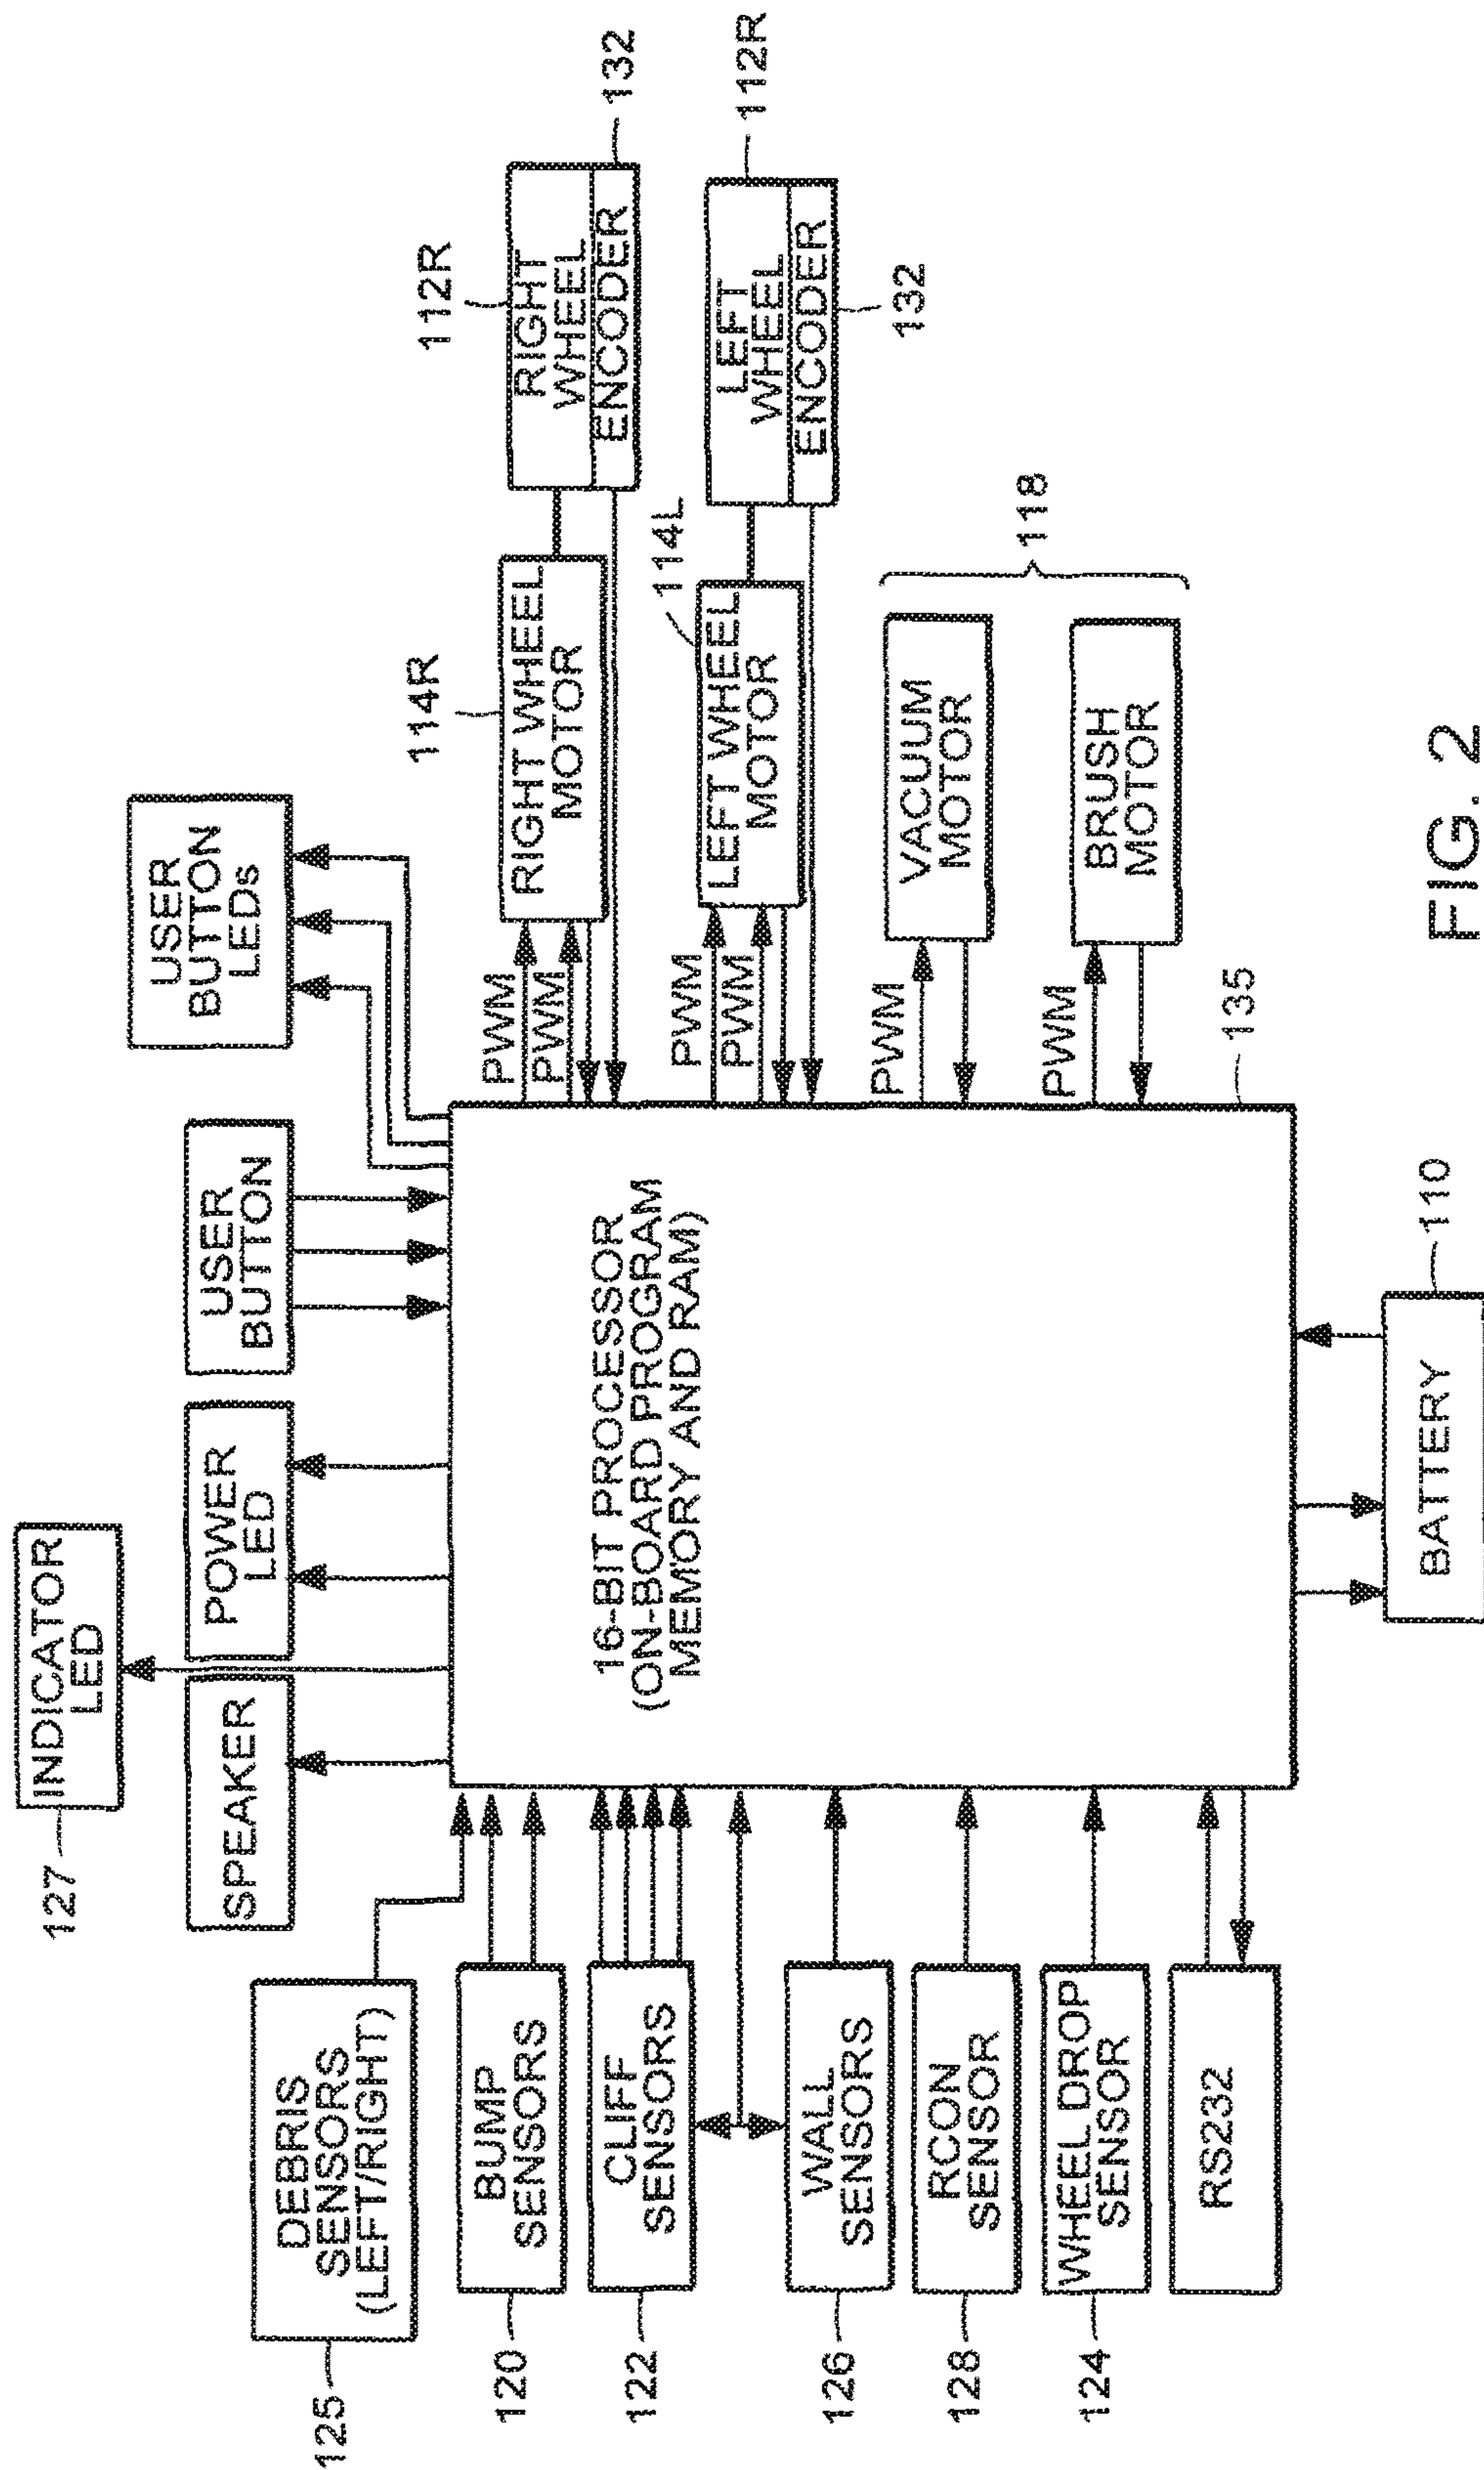 127
INDICATOR
LED
SPEAKER
POWER
LED
USER
BUTTON
USER
BUTTON
LEDs
125
DEBRIS
SENSORS
(LEFT/RIGHT)
120
BUMP
SENSORS
122
CLIFF
SENSORS
126
WALL
SENSORS
128
RCON
SENSOR
124
WHEEL DROP
SENSOR
RS232
16-BIT PROCESSOR
(ON-BOARD PROGRAM
MEMORY AND RAM)
135
BATTERY
110
PWM
PWM
114R
RIGHT WHEEL
MOTOR
112R
RIGHT
WHEEL
ENCODER
132
PWM
PWM
114L
LEFT WHEEL
MOTOR
LEFT
WHEEL
ENCODER
112R
132
PWM
VACUUM
MOTOR
PWM
BRUSH
MOTOR
118
FIG. 2